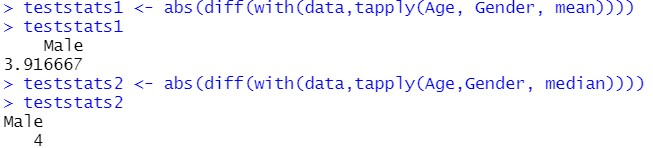 > teststats1 <- abs(diff(with(data,tapply(Age, Gender, mean))))
> teststats1
    Male
3.916667
> teststats2 <- abs(diff(with(data,tapply(Age,Gender, median))))
> teststats2
Male
   4